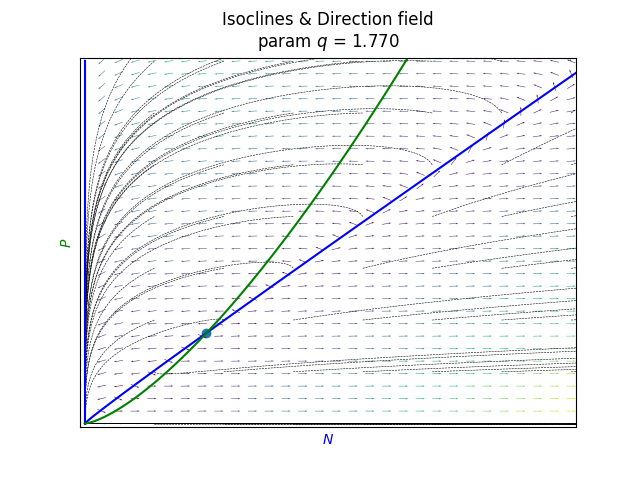 Isoclines & Direction field
param q = 1.770
P
N